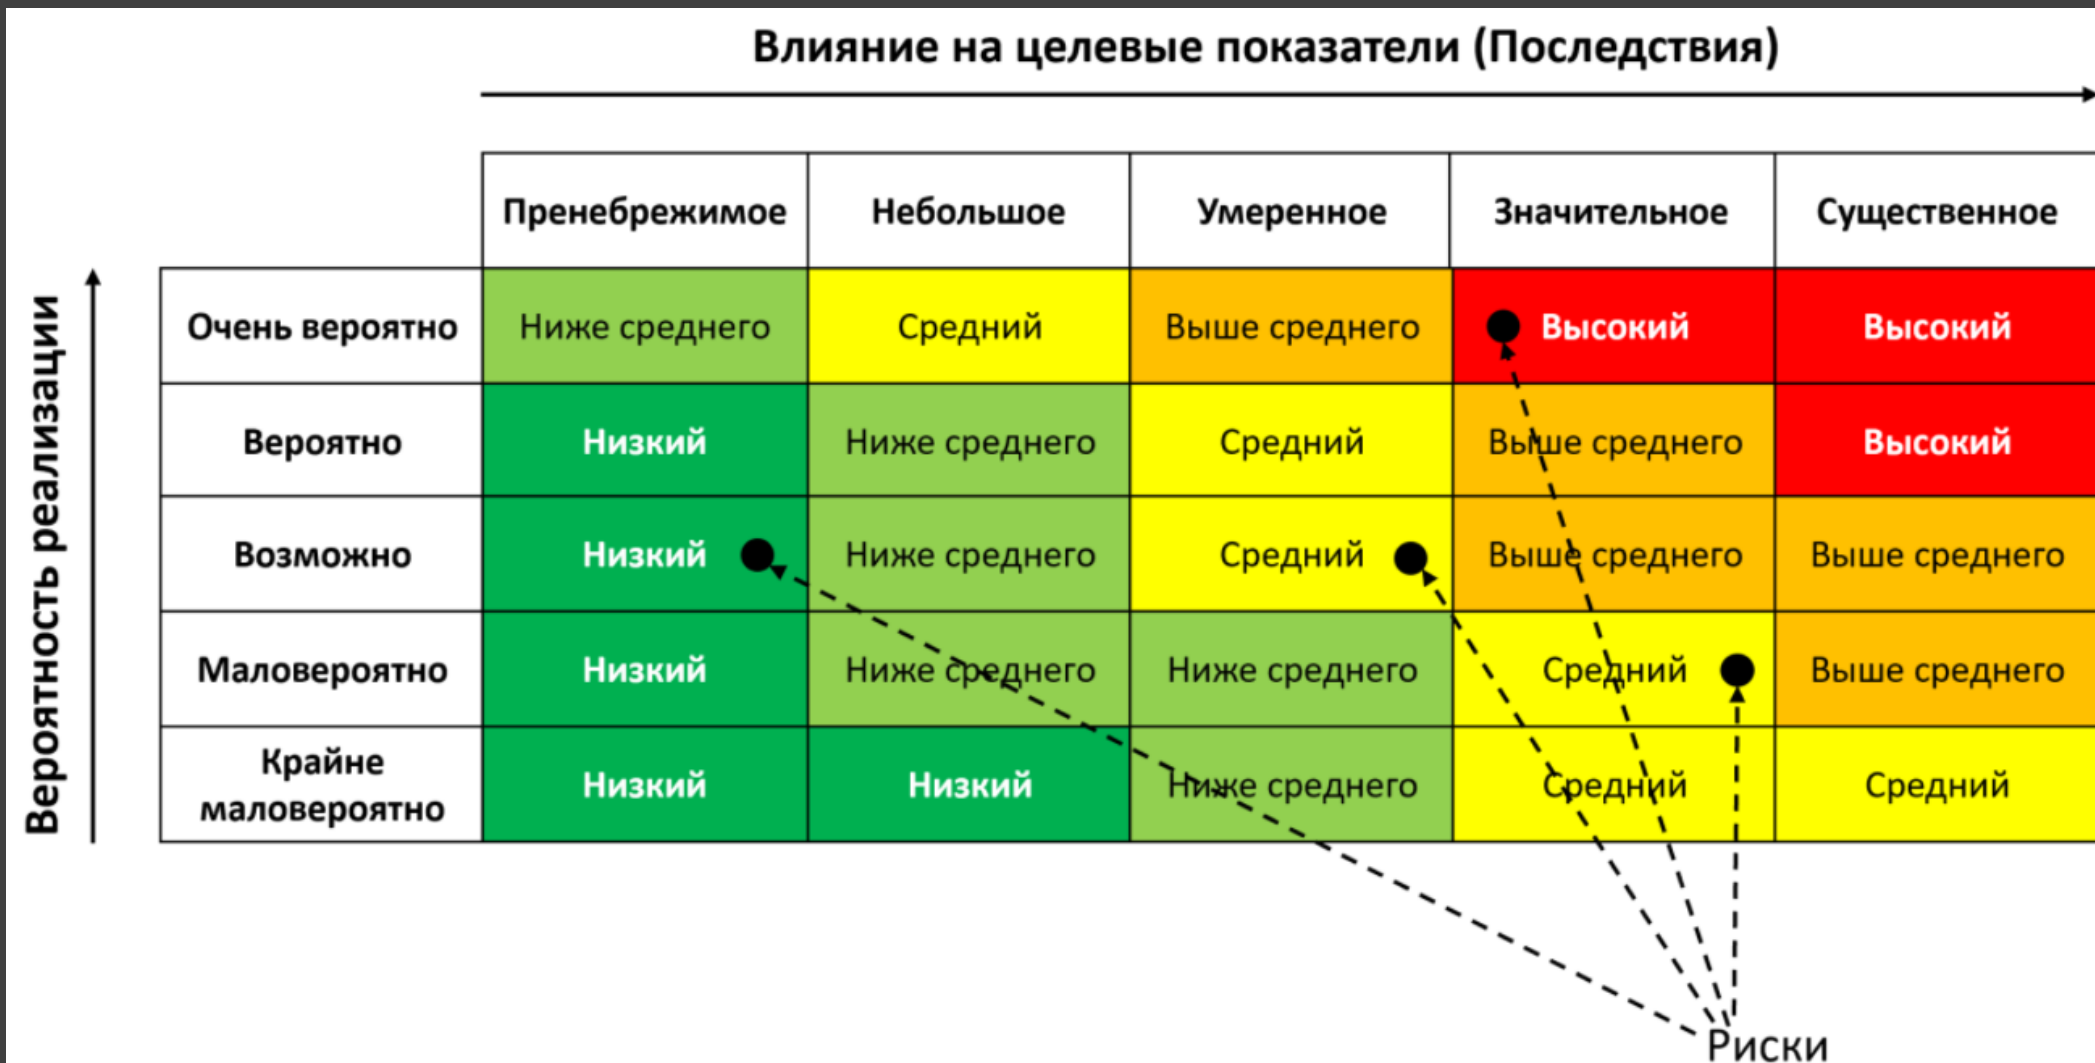 Влияние на целевые показатели (Последствия)
Пренебрежимое Небольшое Умеренное Значительное Существенное
Вероятность реализации
Очень вероятно Ниже среднего Средний Выше среднего Высокий Высокий
Вероятно Низкий Ниже среднего Средний Выше среднего Высокий
Возможно Низкий Ниже среднего Средний Выше среднего Выше среднего
Маловероятно Низкий Ниже среднего Ниже среднего Средний Выше среднего
Крайне
маловероятно Низкий Низкий Ниже среднего Средний Средний
Риски